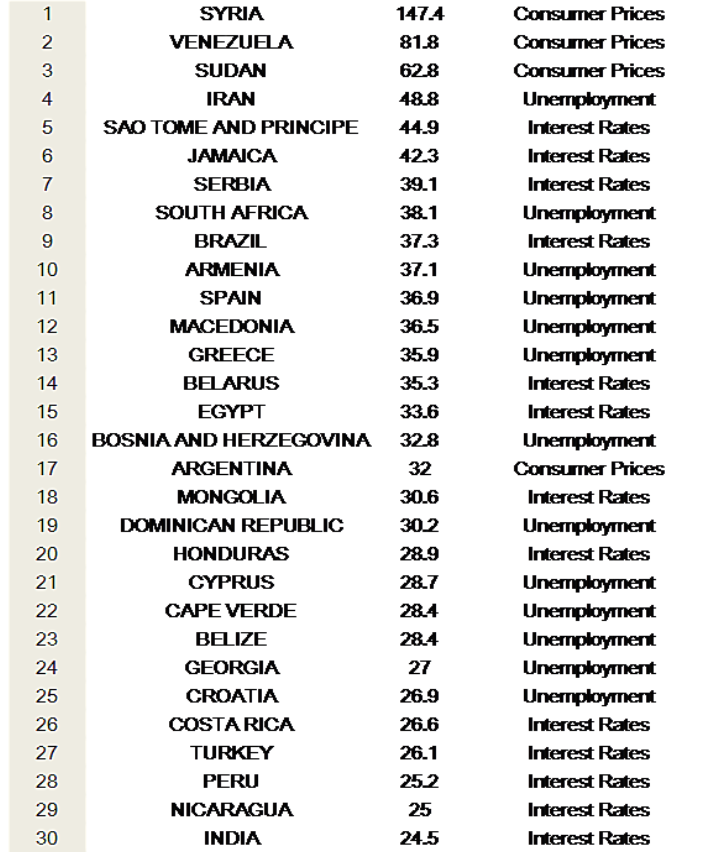 1 SYRIA 147.4 Consumer Prices
2 VENEZUELA 81.8 Consumer Prices
3 SUDAN 62.8 Consumer Prices
4 IRAN 48.8 Unemployment
5 SAO TOME AND PRINCIPE 44.9 Interest Rates
6 JAMAICA 42.3 Interest Rates
7 SERBIA 39.1 Interest Rates
8 SOUTH AFRICA 38.1 Unemployment
9 BRAZIL 37.3 Interest Rates
10 ARMENIA 37.1 Unemployment
11 SPAIN 36.9 Unemployment
12 MACEDONIA 36.5 Unemployment
13 GREECE 35.9 Unemployment
14 BELARUS 35.3 Interest Rates
15 EGYPT 33.6 Interest Rates
16 BOSNIA AND HERZEGOVINA 32.8 Unemployment
17 ARGENTINA 32 Consumer Prices
18 MONGOLIA 30.6 Interest Rates
19 DOMINICAN REPUBLIC 30.2 Unemployment
20 HONDURAS 28.9 Interest Rates
21 CYPRUS 28.7 Unemployment
22 CAPE VERDE 28.4 Unemployment
23 BELIZE 28.4 Unemployment
24 GEORGIA 27 Unemployment
25 CROATIA 26.9 Unemployment
26 COSTA RICA 26.6 Interest Rates
27 TURKEY 26.1 Interest Rates
28 PERU 25.2 Interest Rates
29 NICARAGUA 25 Interest Rates
30 INDIA 24.5 Interest Rates